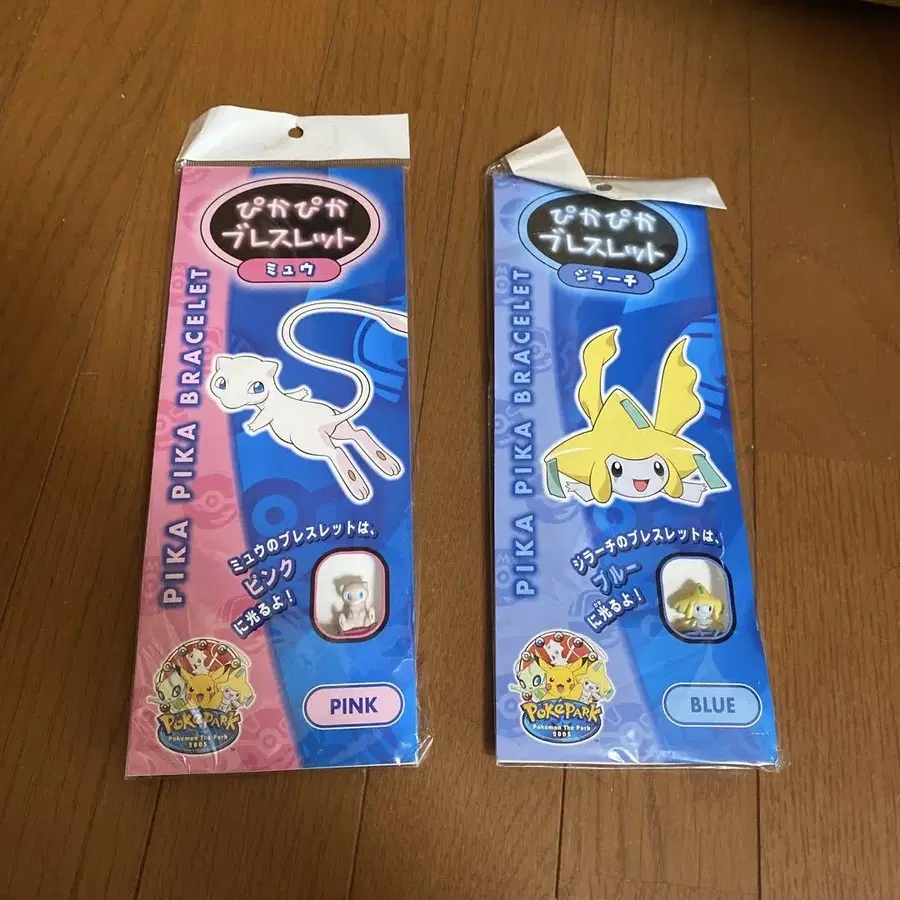 ぴかぴか
ブレスレット
ミュウ
PIKA PIKA BRACELET
ミュウのブレスレットは、
ピンク
に光るよ！
POKÉPARK
Pokémon The Park
2005
PINK
ぴかぴか
ブレスレット
ジラーチ
PIKA PIKA BRACELET
ジラーチのブレスレットは、
ブルー
に光るよ！
POKÉPARK
Pokémon The Park
2005
BLUE